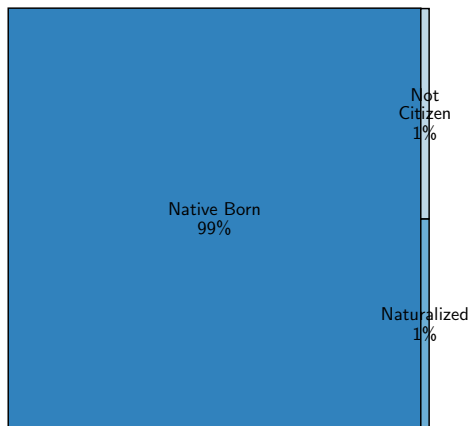 Native Born
99%
Not
Citizen
1%
Naturalized
1%